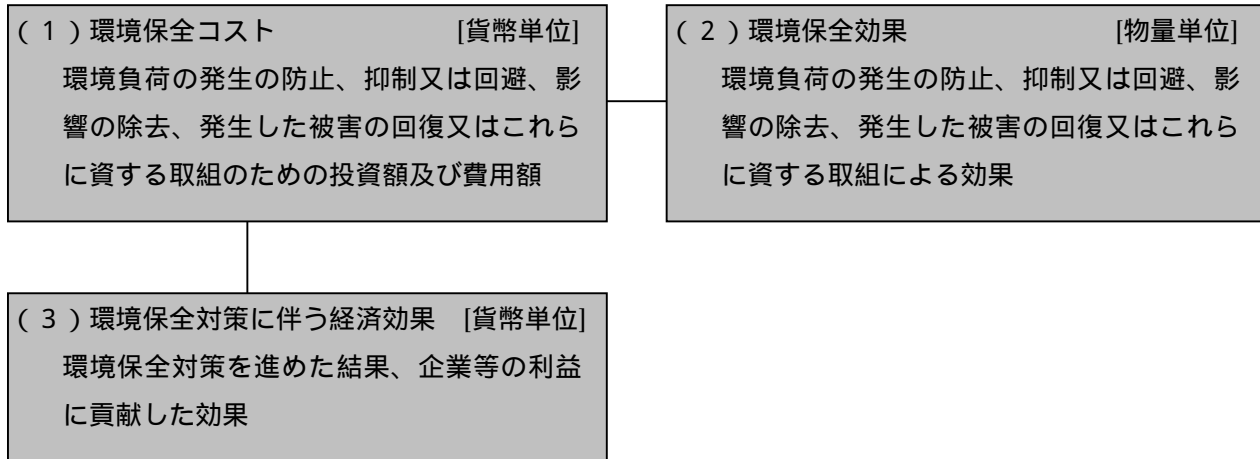 (１)環境保全コスト [貨幣単位]
環境負荷の発生の防止、抑制又は回避、影
響の除去、発生した被害の回復又はこれら
に資する取組のための投資額及び費用額
(２)環境保全効果 [物量単位]
環境負荷の発生の防止、抑制又は回避、影
響の除去、発生した被害の回復又はこれら
に資する取組による効果
(３)環境保全対策に伴う経済効果 [貨幣単位]
環境保全対策を進めた結果、企業等の利益
に貢献した効果